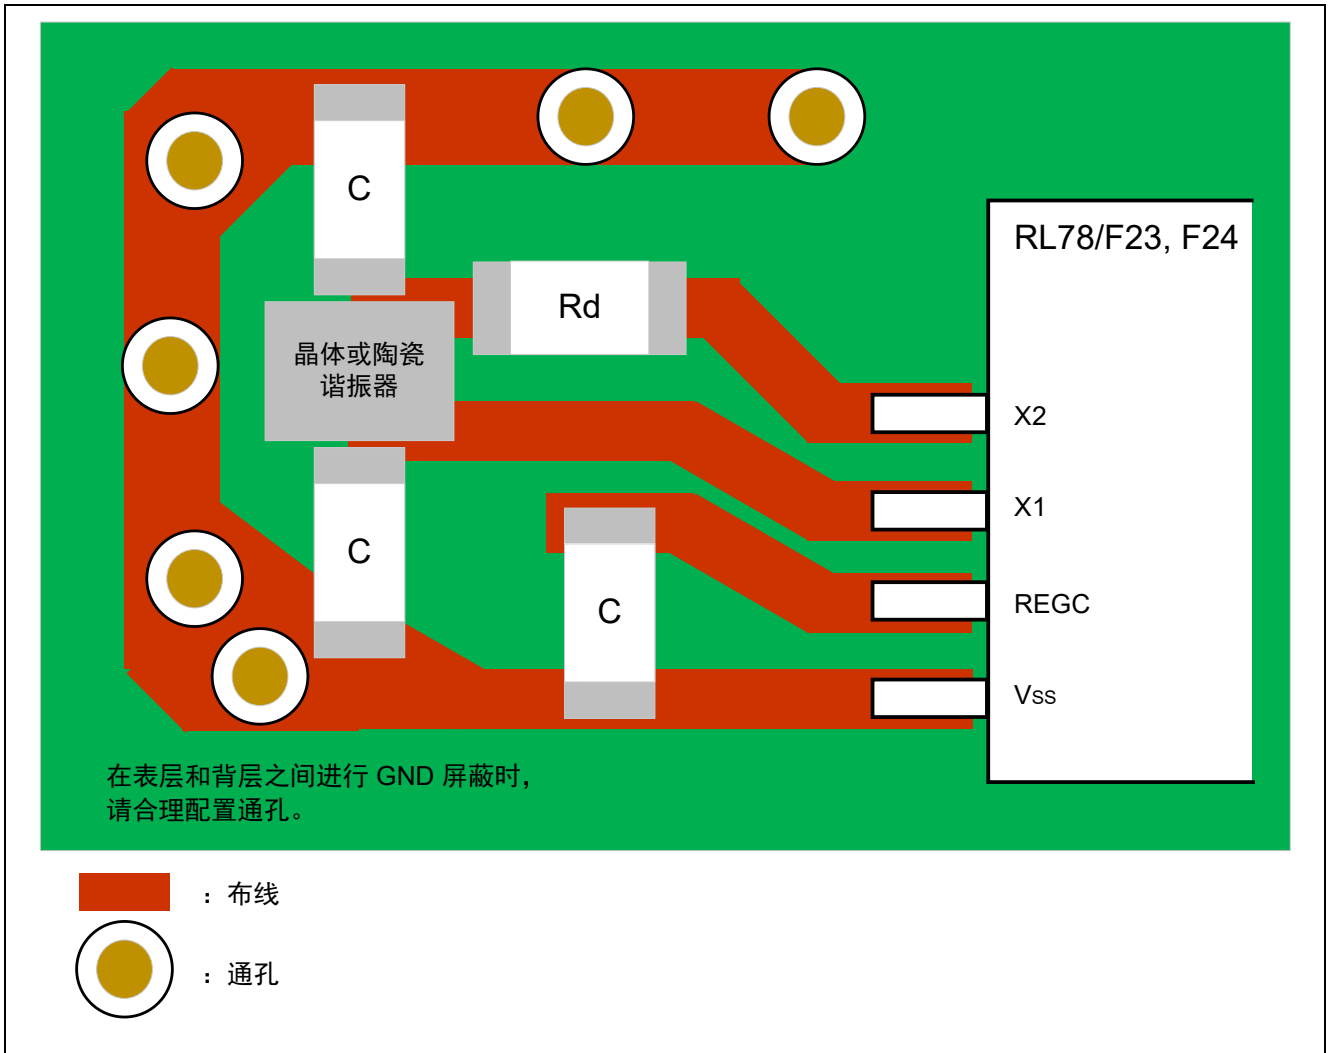 C
RL78/F23, F24
Rd
晶体或陶瓷
谐振器
X2
X1
C
REGC
C
Vss
在表层和背层之间进行 GND 屏蔽时，
请合理配置通孔。
：布线
：通孔